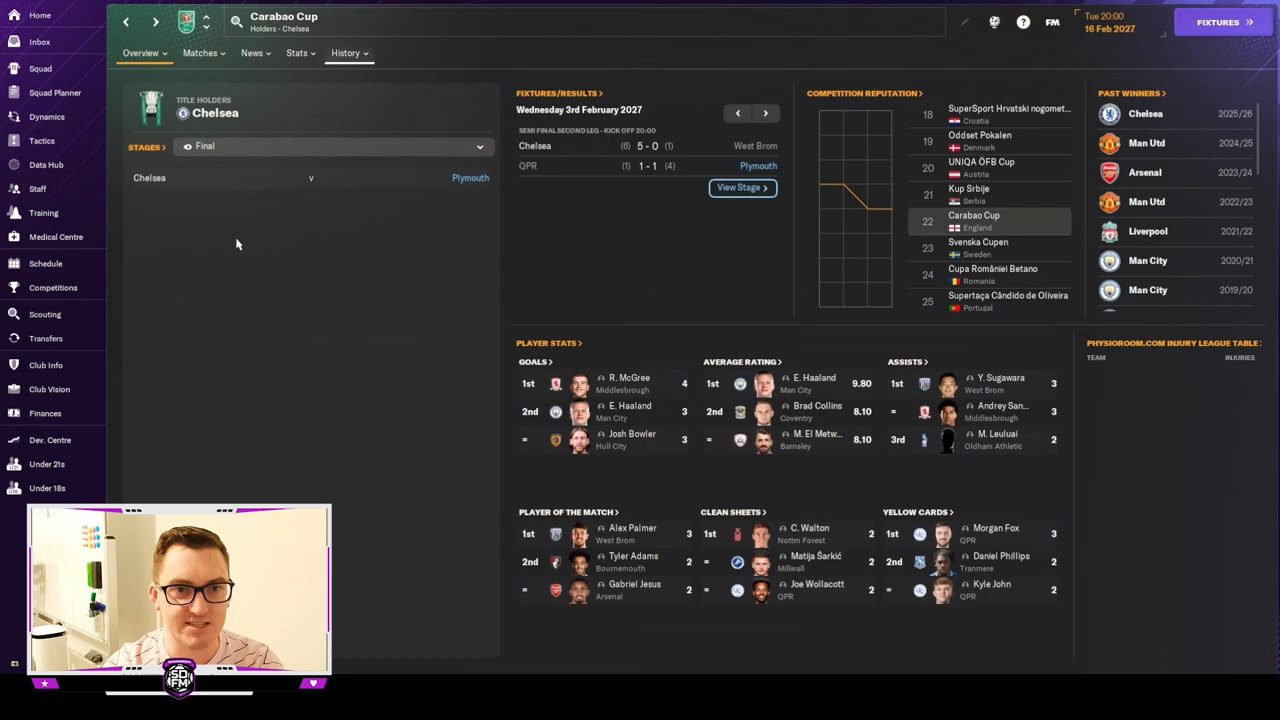 Home
Inbox
Squad
Squad Planner
Dynamics
Tactics
Data Hub
Staff
Training
Medical Centre
Schedule
Competitions
Scouting
Transfers
Club Info
Club Vision
Finances
Dev. Centre
Under 21s
Under 18s
Carabao Cup
Holders - Chelsea
FM
Tue 20:00
16 Feb 2027
FIXTURES
Overview
Matches
News
Stats
History
TITLE HOLDERS
Chelsea
STAGES
Final
Chelsea v Plymouth
FIXTURES/RESULTS
Wednesday 3rd February 2027
SEMI FINAL SECOND LEG - KICK OFF 20:00
Chelsea (6) 5 - 0 (1) West Brom
QPR (1) 1 - 1 (4) Plymouth
View Stage
COMPETITION REPUTATION
18 SuperSport Hrvatski nogomet...
Croatia
19 Oddset Pokalen
Denmark
20 UNIQA ÖFB Cup
Austria
21 Kup Srbije
Serbia
22 Carabao Cup
England
23 Svenska Cupen
Sweden
24 Cupa României Betano
Romania
25 Supertaça Cândido de Oliveira
Portugal
PAST WINNERS
Chelsea 2025/26
Man Utd 2024/25
Arsenal 2023/24
Man Utd 2022/23
Liverpool 2021/22
Man City 2020/21
Man City 2019/20
PLAYER STATS
GOALS
1st R. McGree 4
Middlesbrough
2nd E. Haaland 3
Man City
= Josh Bowler 3
Hull City
AVERAGE RATING
1st E. Haaland 9.80
Man City
2nd Brad Collins 8.10
Coventry
= M. El Metw... 8.10
Barnsley
ASSISTS
1st Y. Sugawara 3
West Brom
= Andrey San... 3
Middlesbrough
3rd M. Leuluai 2
Oldham Athletic
PLAYER OF THE MATCH
1st Alex Palmer 3
West Brom
2nd Tyler Adams 2
Bournemouth
= Gabriel Jesus 2
Arsenal
CLEAN SHEETS
1st C. Walton 2
Nottm Forest
= Matija Šarkić 2
Millwall
= Joe Wollacott 2
QPR
YELLOW CARDS
1st Morgan Fox 3
QPR
2nd Daniel Phillips 2
Tranmere
= Kyle John 2
QPR
PHYSIOROOM.COM INJURY LEAGUE TABLE :
TEAM INJURIES
SD
FM